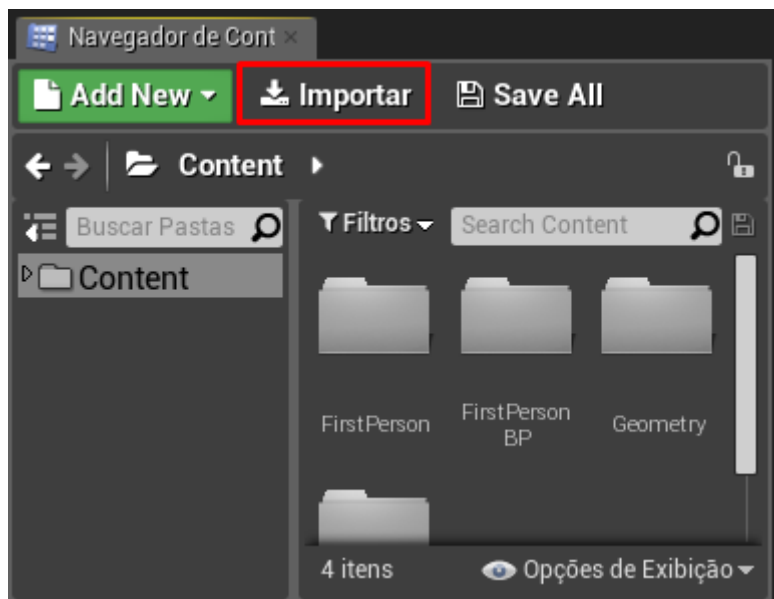 Navegador de Cont
Add New Importar Save All
Content
Buscar Pastas
Filtros Search Content
Content
FirstPerson
FirstPerson
BP
Geometry
4 itens Opções de Exibição